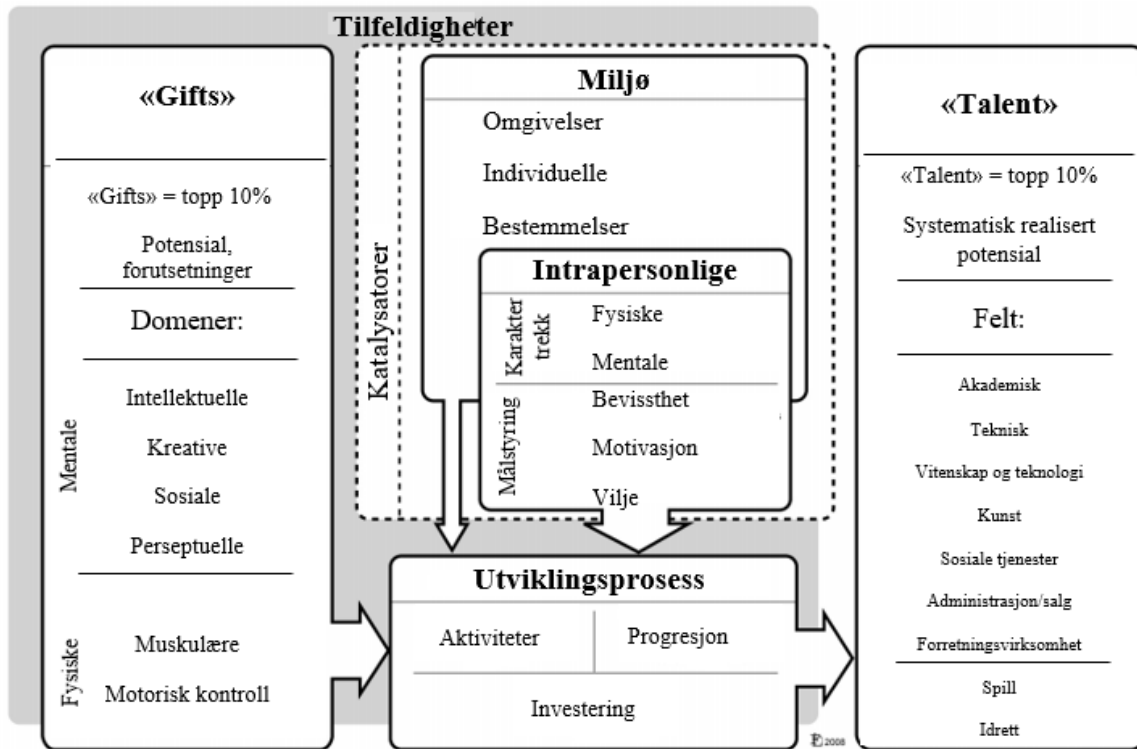 Tilfeldigheter
«Gifts»
«Gifts» = topp 10%
Potensial,
forutsetninger
Domener:
Mentale
Intellektuelle
Kreative
Sosiale
Perseptuelle
Fysiske
Muskulære
Motorisk kontroll
Katalysatorer
Miljø
Omgivelser
Individuelle
Bestemmelser
Intrapersonlige
Karakter
trekk
Fysiske
Mentale
Målstyring
Bevissthet
Motivasjon
Vilje
Utviklingsprosess
Aktiviteter
Progresjon
Investering
«Talent»
«Talent» = topp 10%
Systematisk realisert
potensial
Felt:
Akademisk
Teknisk
Vitenskap og teknologi
Kunst
Sosiale tjenester
Administrasjon/salg
Forretningsvirksomhet
Spill
Idrett
2008